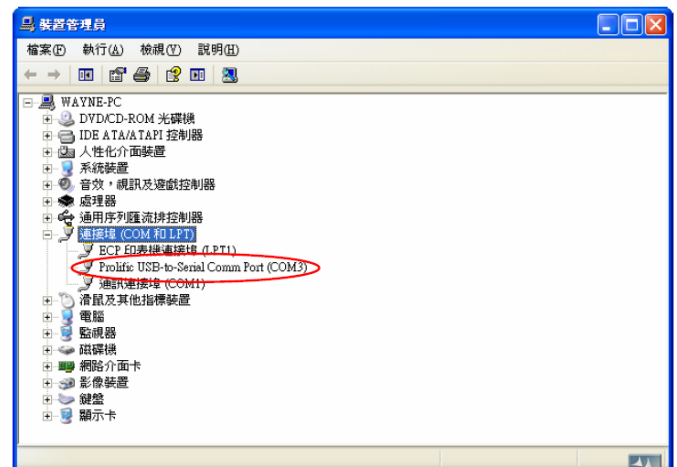 裝置管理員
檔案(F) 執行(A) 檢視(V) 說明(H)
WAYNE-PC
DVD/CD-ROM 光碟機
IDE ATA/ATAPI 控制器
人性化介面裝置
系統裝置
音效，視訊及遊戲控制器
處理器
通用序列匯流排控制器
連接埠 (COM 和 LPT)
ECP 印表機連接埠 (LPT1)
Prolific USB-to-Serial Comm Port (COM3)
通訊連接埠 (COM1)
滑鼠及其他指標裝置
電腦
監視器
磁碟機
網路介面卡
影像裝置
鍵盤
顯示卡